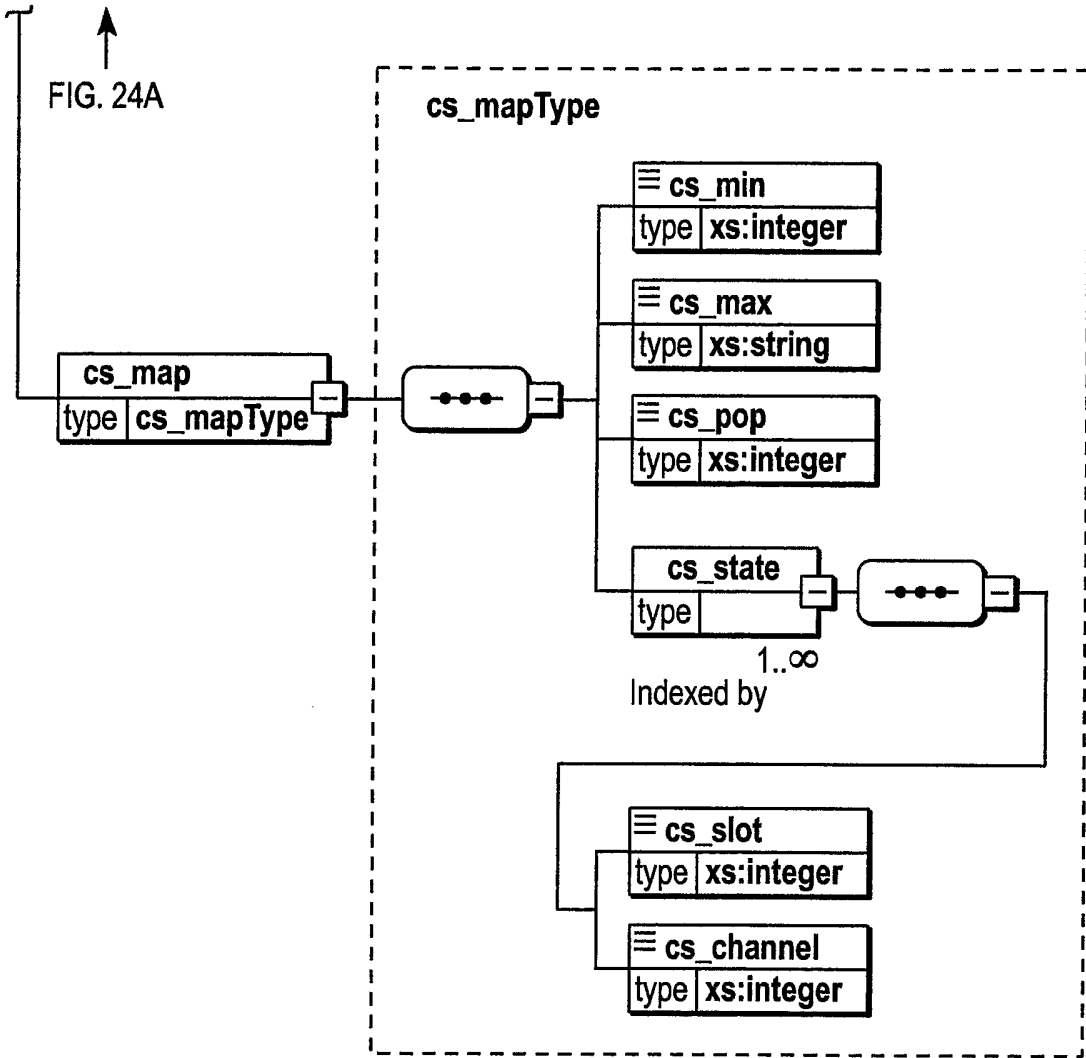 FIG. 24A
cs_mapType
cs_min
type xs:integer
cs_max
type xs:string
cs_map
type cs_mapType
cs_pop
type xs:integer
cs_state
type
1..∞
Indexed by
cs_slot
type xs:integer
cs_channel
type xs:integer